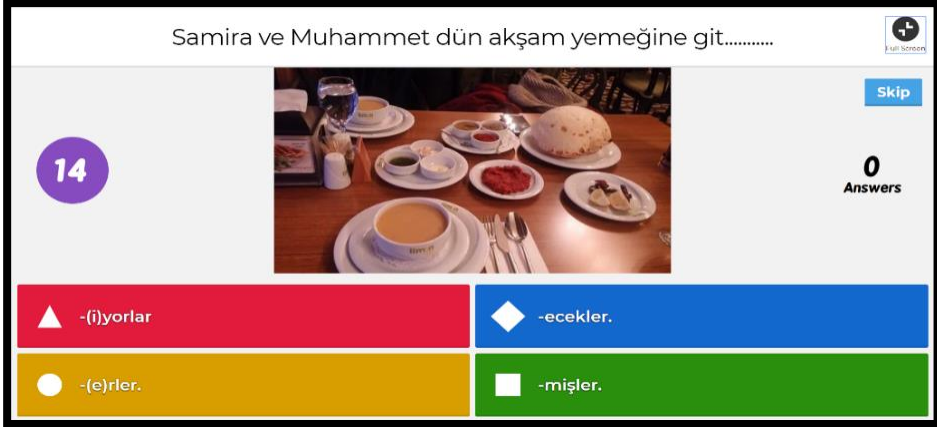 Samira ve Muhammet dün akşam yemeğine git...........
Full Screen
Skip
14
0
Answers
-(i)yorlar
-ecekler.
-(e)rler.
-mişler.